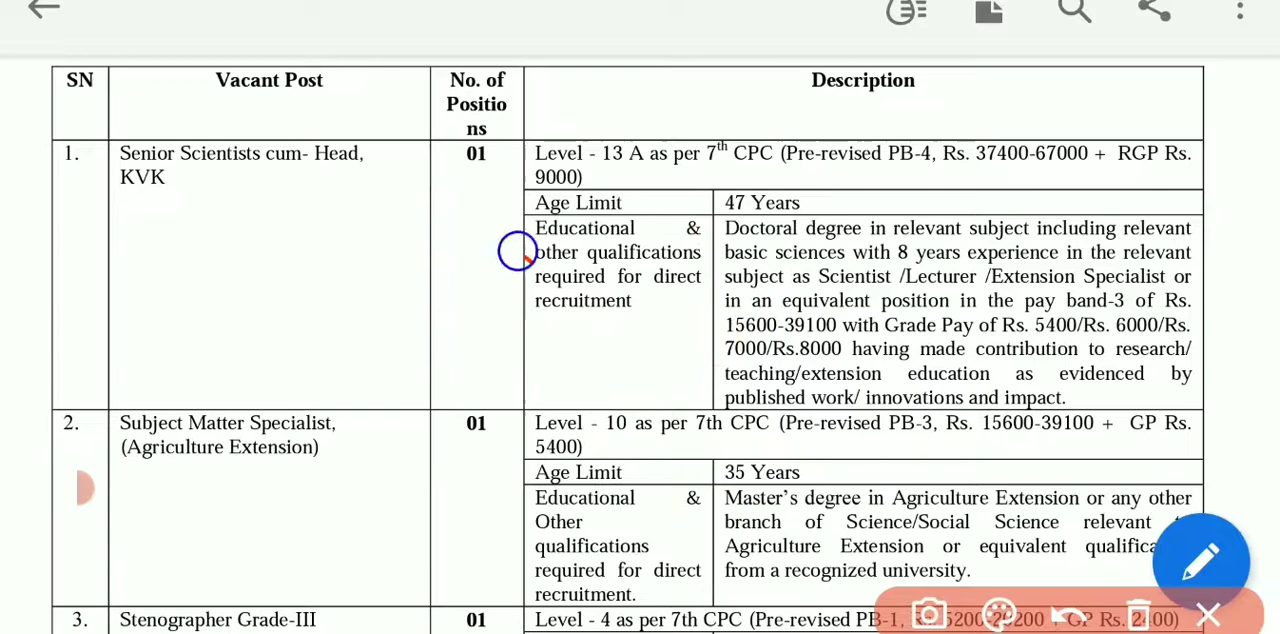 SN
Vacant Post
No. of
Positio
ns
Description
1.
Senior Scientists cum- Head,
KVK
01
Level - 13 A as per 7th CPC (Pre-revised PB-4, Rs. 37400-67000 + RGP Rs.
9000)
Age Limit
47 Years
Educational &
other qualifications
required for direct
recruitment
Doctoral degree in relevant subject including relevant
basic sciences with 8 years experience in the relevant
subject as Scientist /Lecturer /Extension Specialist or
in an equivalent position in the pay band-3 of Rs.
15600-39100 with Grade Pay of Rs. 5400/Rs. 6000/Rs.
7000/Rs.8000 having made contribution to research/
teaching/extension education as evidenced by
published work/ innovations and impact.
2.
Subject Matter Specialist,
(Agriculture Extension)
01
Level - 10 as per 7th CPC (Pre-revised PB-3, Rs. 15600-39100 + GP Rs.
5400)
Age Limit
35 Years
Educational &
Other
qualifications
required for direct
recruitment.
Master's degree in Agriculture Extension or any other
branch of Science/Social Science relevant
Agriculture Extension or equivalent
from a recognized university.
3.
Stenographer Grade-III
01
Level - 4 as per 7th CPC (Pre-revised GP Rs. 2400)